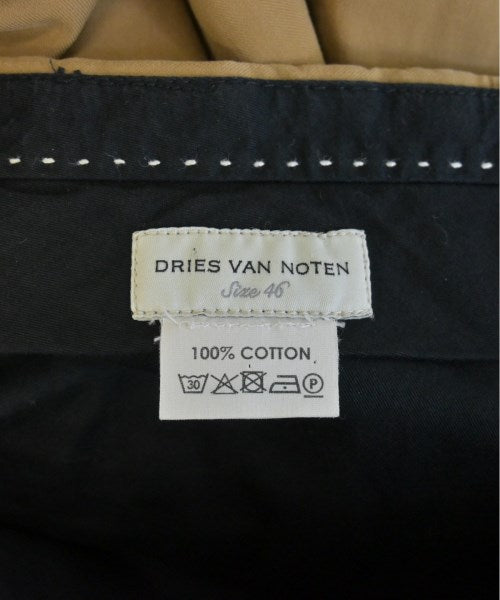 DRIES VAN NOTEN
Size 46
100% COTTON
30 P